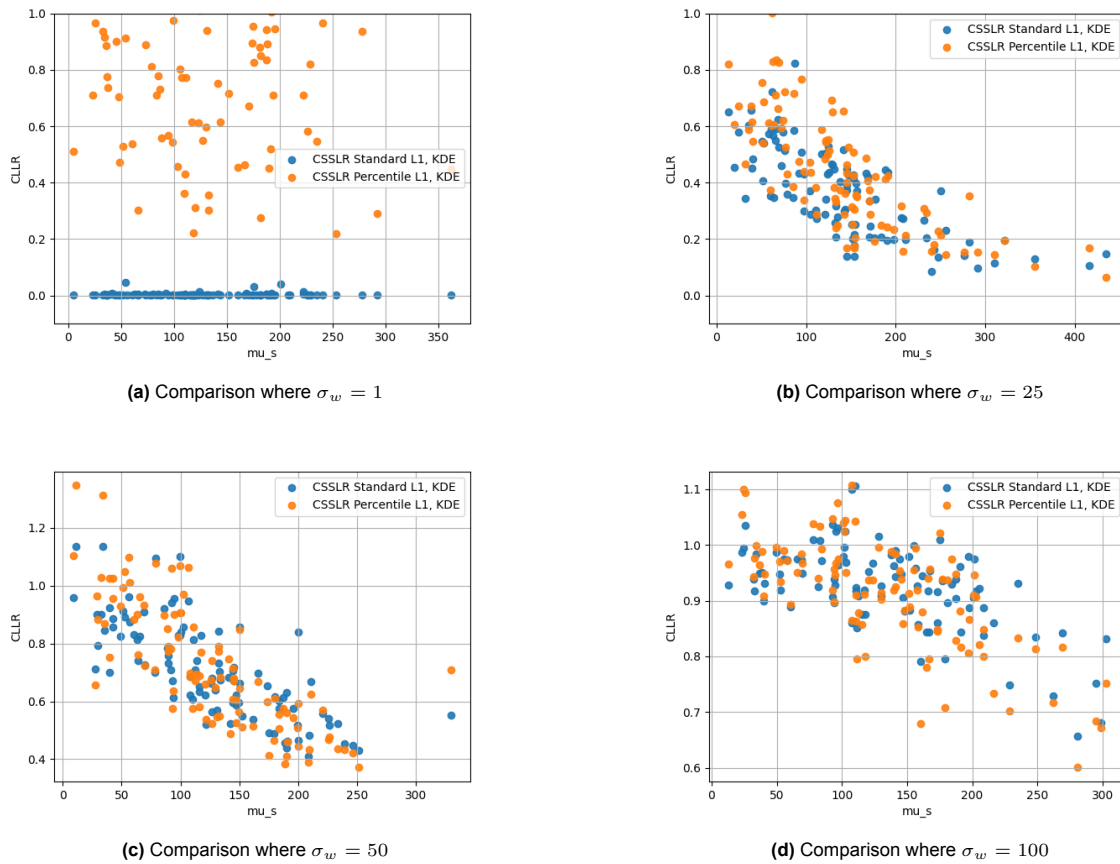 1.0
0.8
0.6
0.4
0.2
0.0
CLLR
CSSLR Standard L1, KDE
CSSLR Percentile L1, KDE
0 50 100 150 200 250 300 350
mu_s
(a) Comparison where σw = 1
1.0
0.8
0.6
0.4
0.2
0.0
CLLR
CSSLR Standard L1, KDE
CSSLR Percentile L1, KDE
0 100 200 300 400
mu_s
(b) Comparison where σw = 25
1.2
1.0
0.8
0.6
0.4
CLLR
CSSLR Standard L1, KDE
CSSLR Percentile L1, KDE
0 50 100 150 200 250 300
mu_s
(c) Comparison where σw = 50
1.1
1.0
0.9
0.8
0.7
0.6
CLLR
CSSLR Standard L1, KDE
CSSLR Percentile L1, KDE
0 50 100 150 200 250 300
mu_s
(d) Comparison where σw = 100